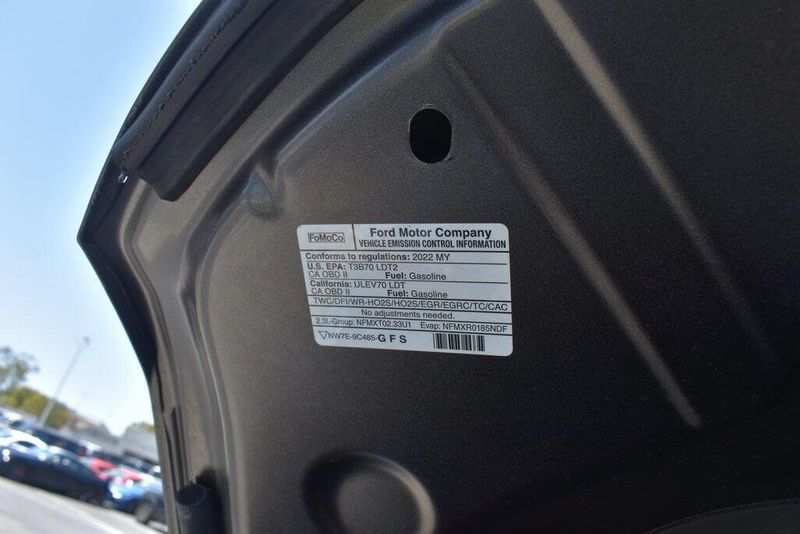 FoMoCo
Ford Motor Company
VEHICLE EMISSION CONTROL INFORMATION
Conforms to regulations: 2022 MY
U.S. EPA: T3B70 LDT2
CA OBD II Fuel: Gasoline
California: ULEV70 LDT
CA OBD II Fuel: Gasoline
TWC/DFI/WR-HO2S/HO2S/EGR/EGRC/TC/CAC
No adjustments needed.
2.3L-Group: NFMXT02.33U1 Evap: NFMXR0185NDF
NW7E-9C485-G F S